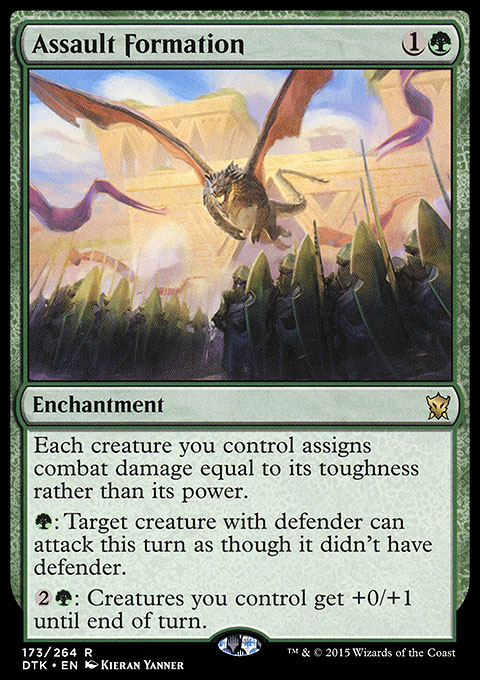 Assault Formation 1
Enchantment
Each creature you control assigns
combat damage equal to its toughness
rather than its power.
: Target creature with defender can
attack this turn as though it didn't have
defender.
2 : Creatures you control get +0/+1
until end of turn.
173/264 R
DTK • EN KIERAN YANNER
™ & © 2015 Wizards of the Coast